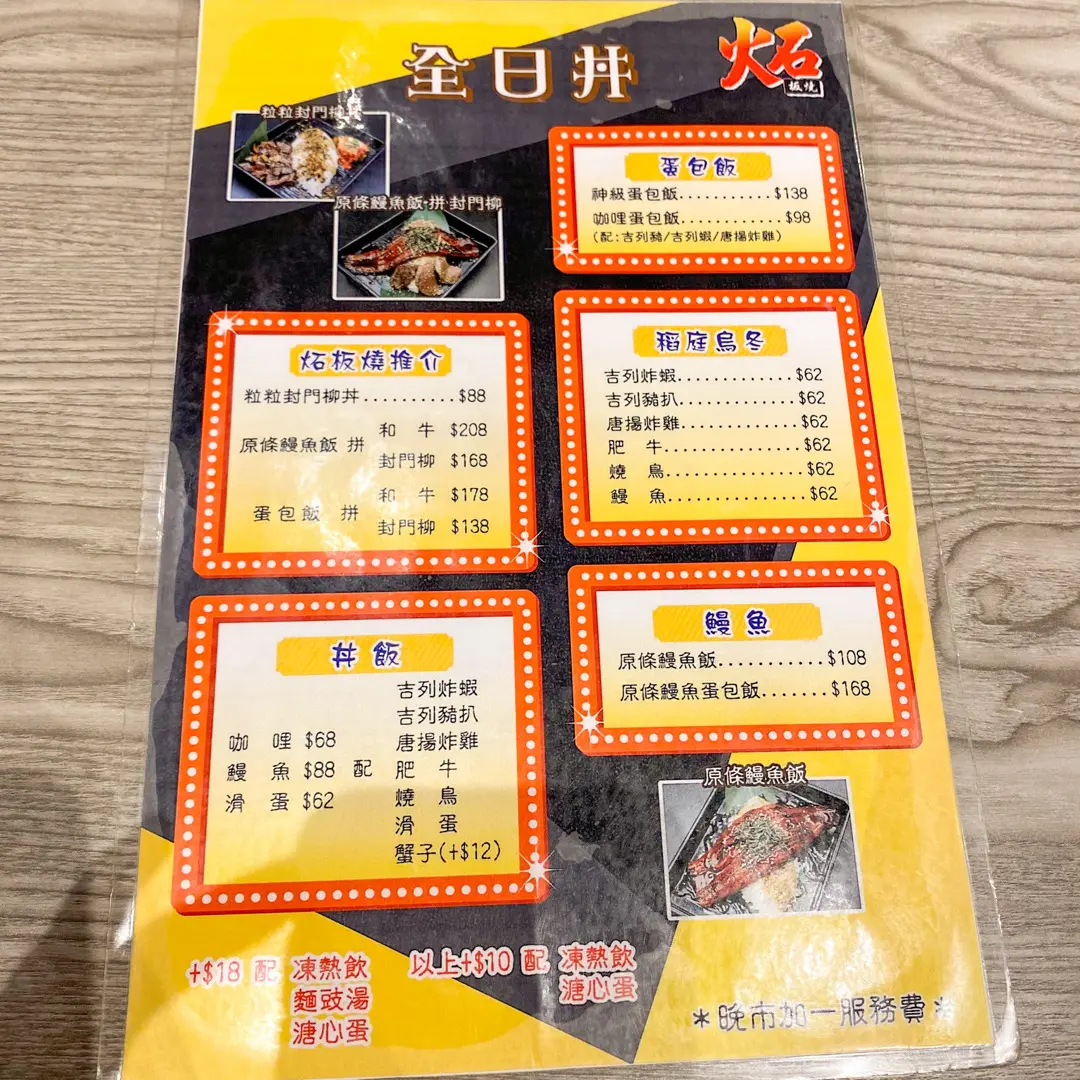 全日丼
炻
板燒
粒粒封門柳丼
原條鰻魚飯 拼 封門柳
蛋包飯
神級蛋包飯...........$138
咖哩蛋包飯...........$98
(配:吉列豬/吉列蝦/唐揚炸雞)
炻板燒推介
粒粒封門柳丼..........$88
原條鰻魚飯 拼 和 牛 $208
封門柳 $168
蛋包飯 拼 和 牛 $178
封門柳 $138
稻庭烏冬
吉列炸蝦............$62
吉列豬扒............$62
唐揚炸雞............$62
肥 牛..............$62
燒 鳥..............$62
鰻 魚..............$62
丼飯
咖 哩 $68
鰻 魚 $88
滑 蛋 $62
配
吉列炸蝦
吉列豬扒
唐揚炸雞
肥 牛
燒 鳥
滑 蛋
蟹子(+$12)
鰻魚
原條鰻魚飯...........$108
原條鰻魚蛋包飯.......$168
原條鰻魚飯
+$18 配 凍熱飲
麵豉湯
溏心蛋
以上+$10 配 凍熱飲
溏心蛋
*晚市加一服務費*